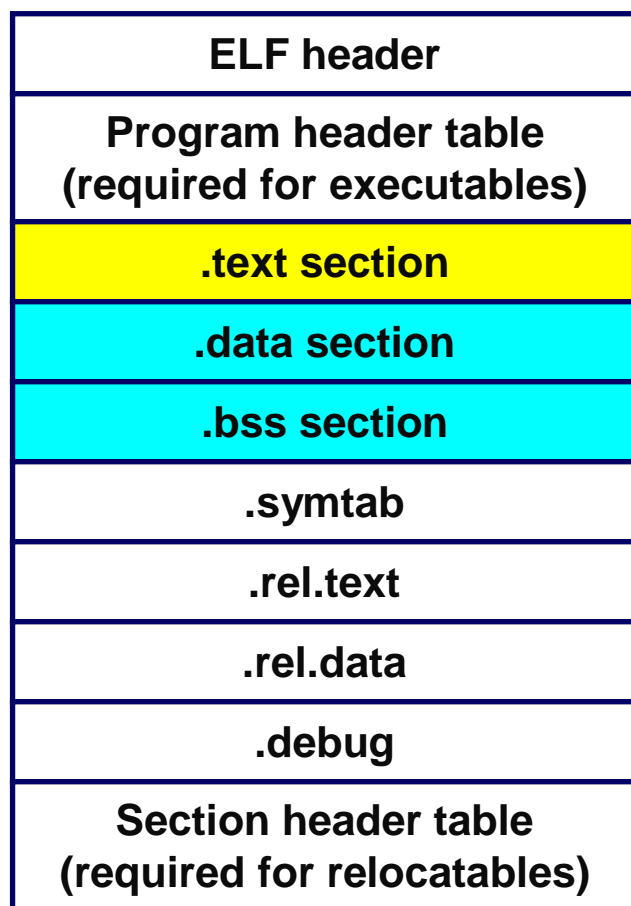 ELF header
Program header table
(required for executables)
.text section
.data section
.bss section
.symtab
.rel.text
.rel.data
.debug
Section header table
(required for relocatables)